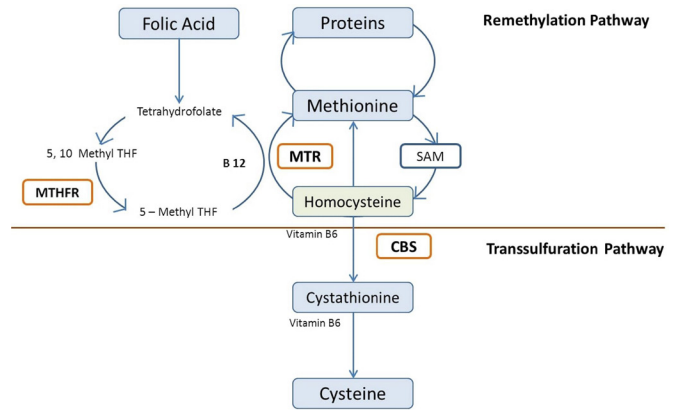 Folic Acid
Proteins
Remethylation Pathway
Tetrahydrofolate
Methionine
5, 10 Methyl THF
B 12
MTR
SAM
MTHFR
5 – Methyl THF
Homocysteine
Vitamin B6
CBS
Transsulfuration Pathway
Cystathionine
Vitamin B6
Cysteine